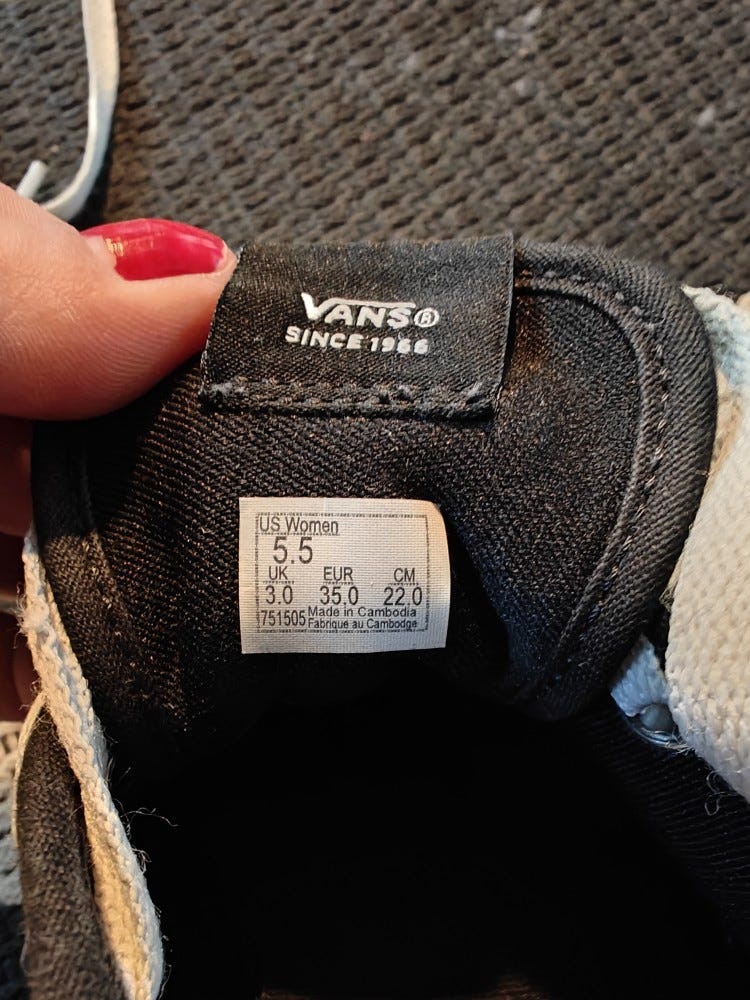 VANS®
SINCE 1966
US Women
5.5
UK EUR CM
3.0 35.0 22.0
751505 Made in Cambodia
Fabrique au Cambodge